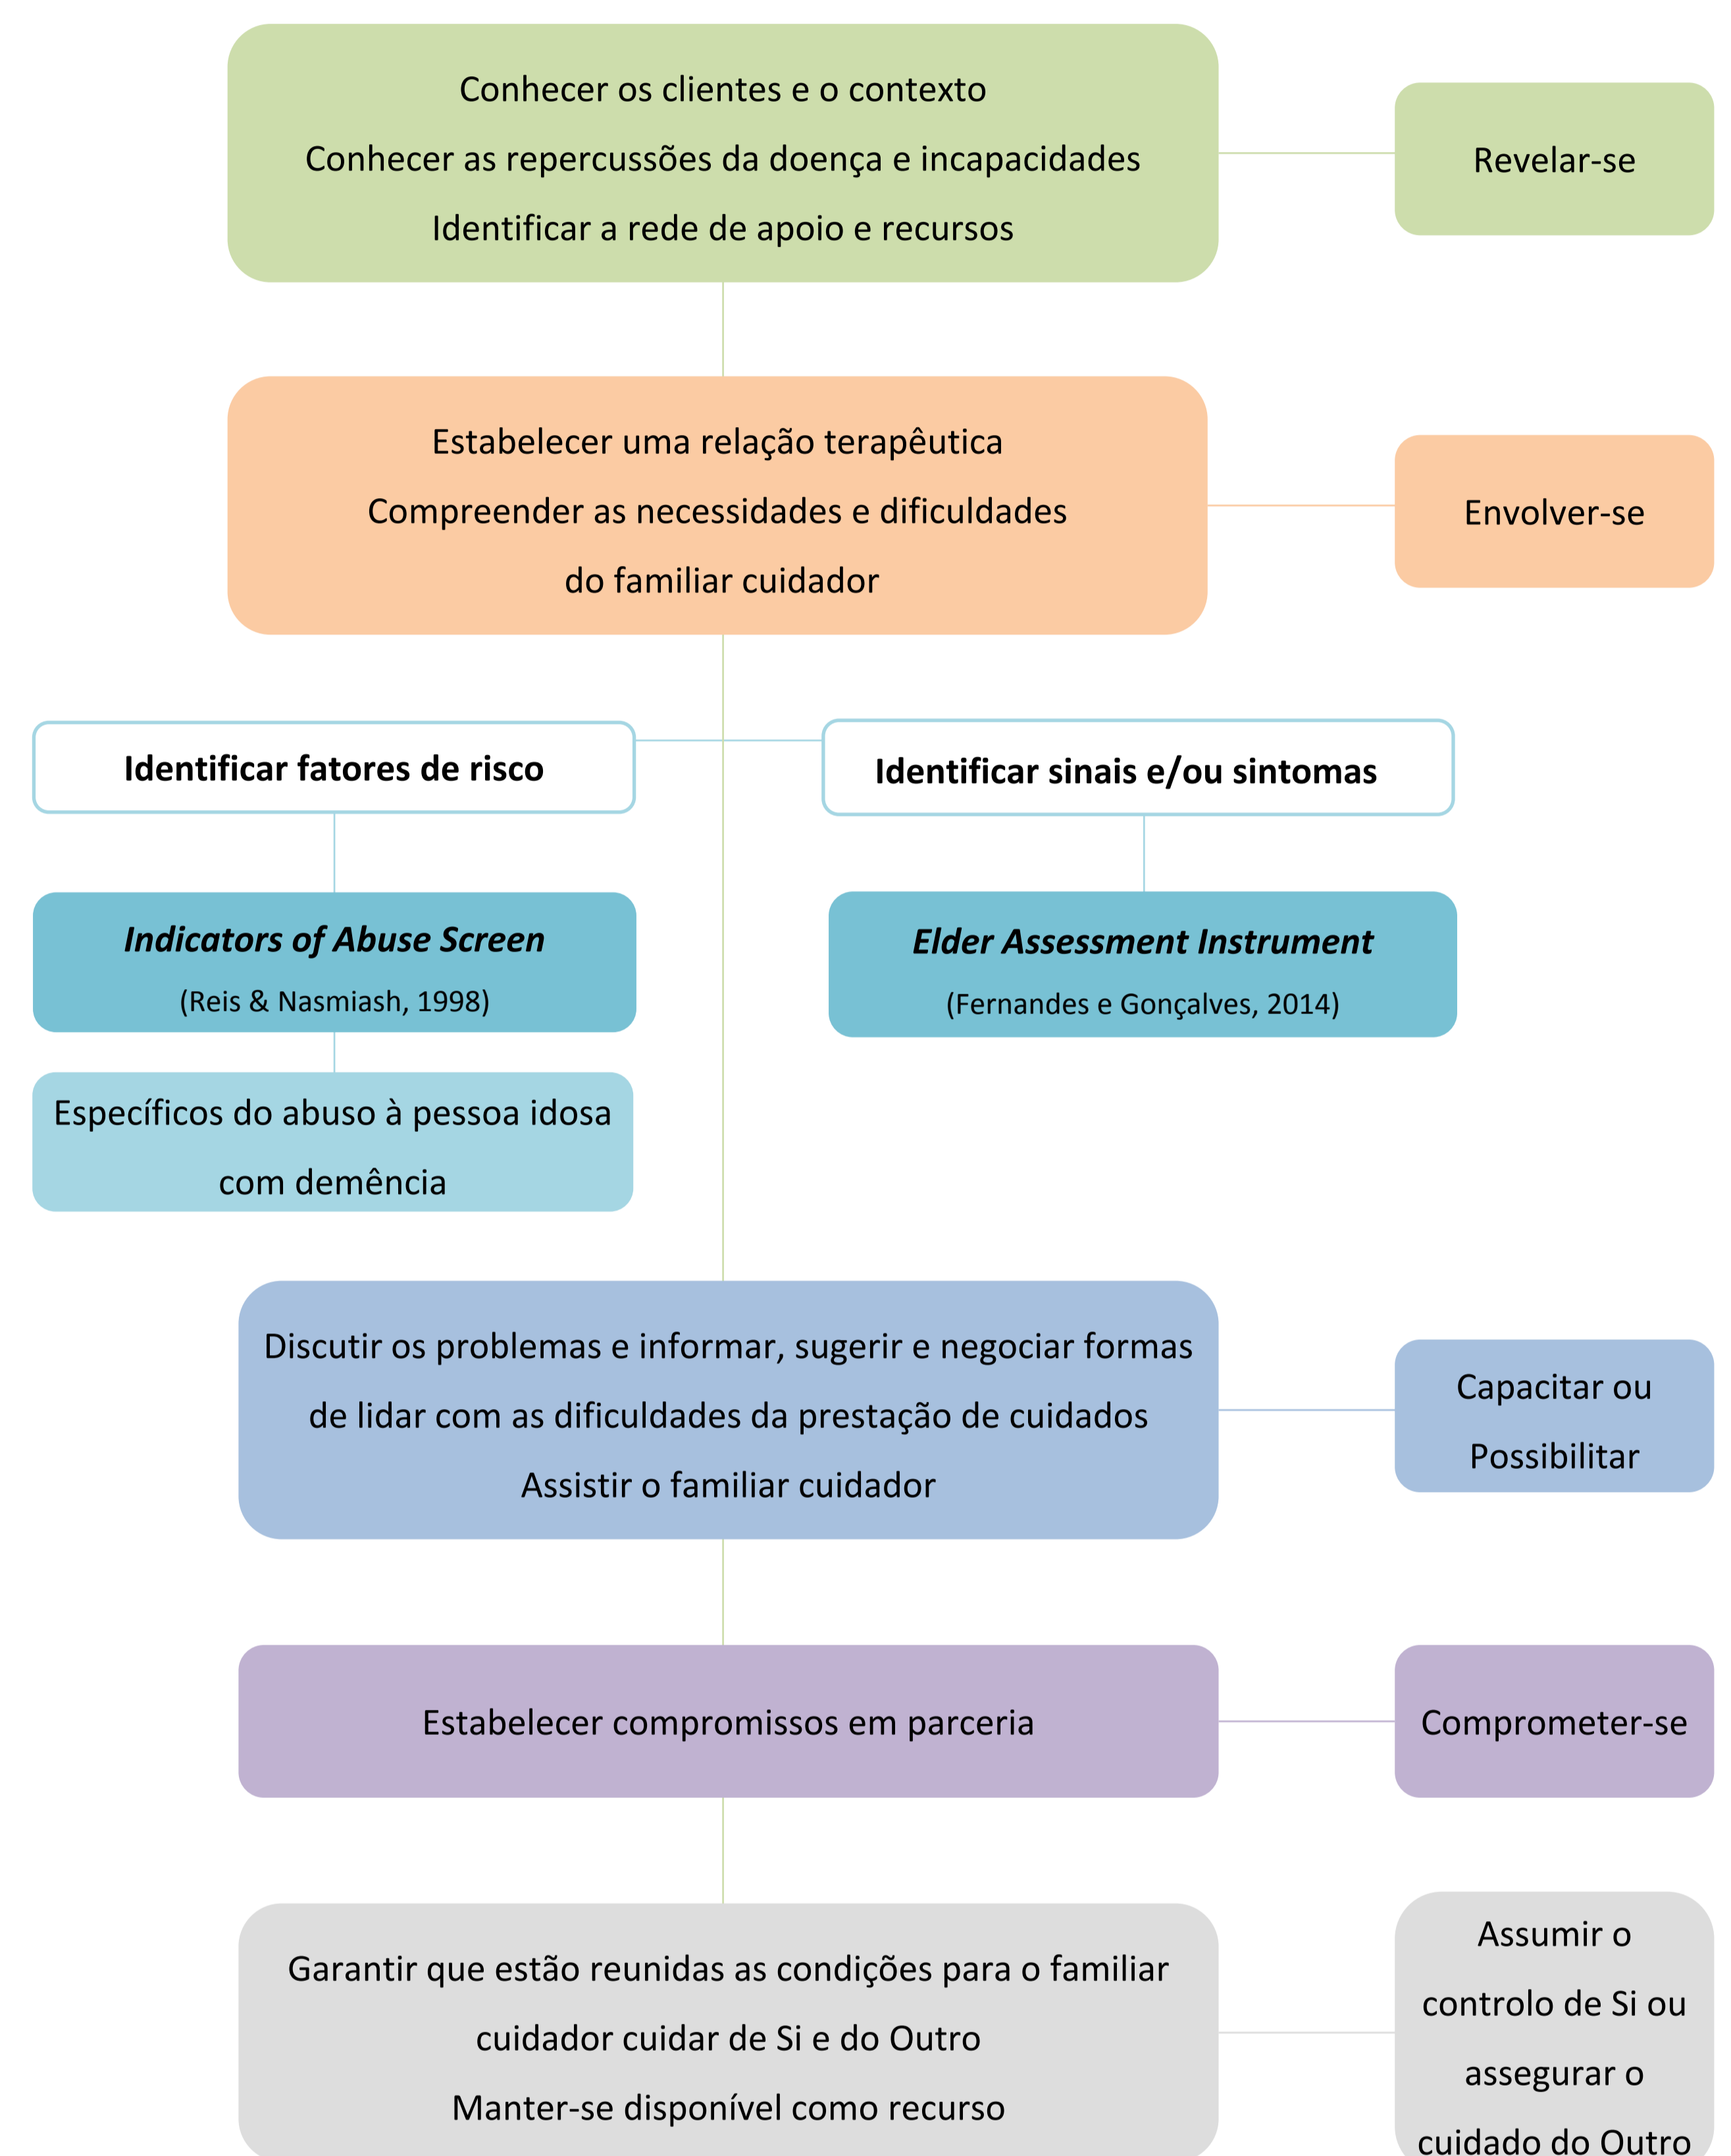 Conhecer os clientes e o contexto
Conhecer as repercussões da doença e incapacidades
Identificar a rede de apoio e recursos
Revelar-se
Estabelecer uma relação terapêutica
Compreender as necessidades e dificuldades
do familiar cuidador
Envolver-se
Identificar fatores de risco
Identificar sinais e/ou sintomas
Indicators of Abuse Screen
(Reis & Nasmiash, 1998)
Elder Assessment Instrument
(Fernandes e Gonçalves, 2014)
Específicos do abuso à pessoa idosa
com demência
Discutir os problemas e informar, sugerir e negociar formas
de lidar com as dificuldades da prestação de cuidados
Assistir o familiar cuidador
Capacitar ou
Possibilitar
Estabelecer compromissos em parceria
Comprometer-se
Garantir que estão reunidas as condições para o familiar
cuidador cuidar de Si e do Outro
Manter-se disponível como recurso
Assumir o
controlo de Si ou
assegurar o
cuidado do Outro